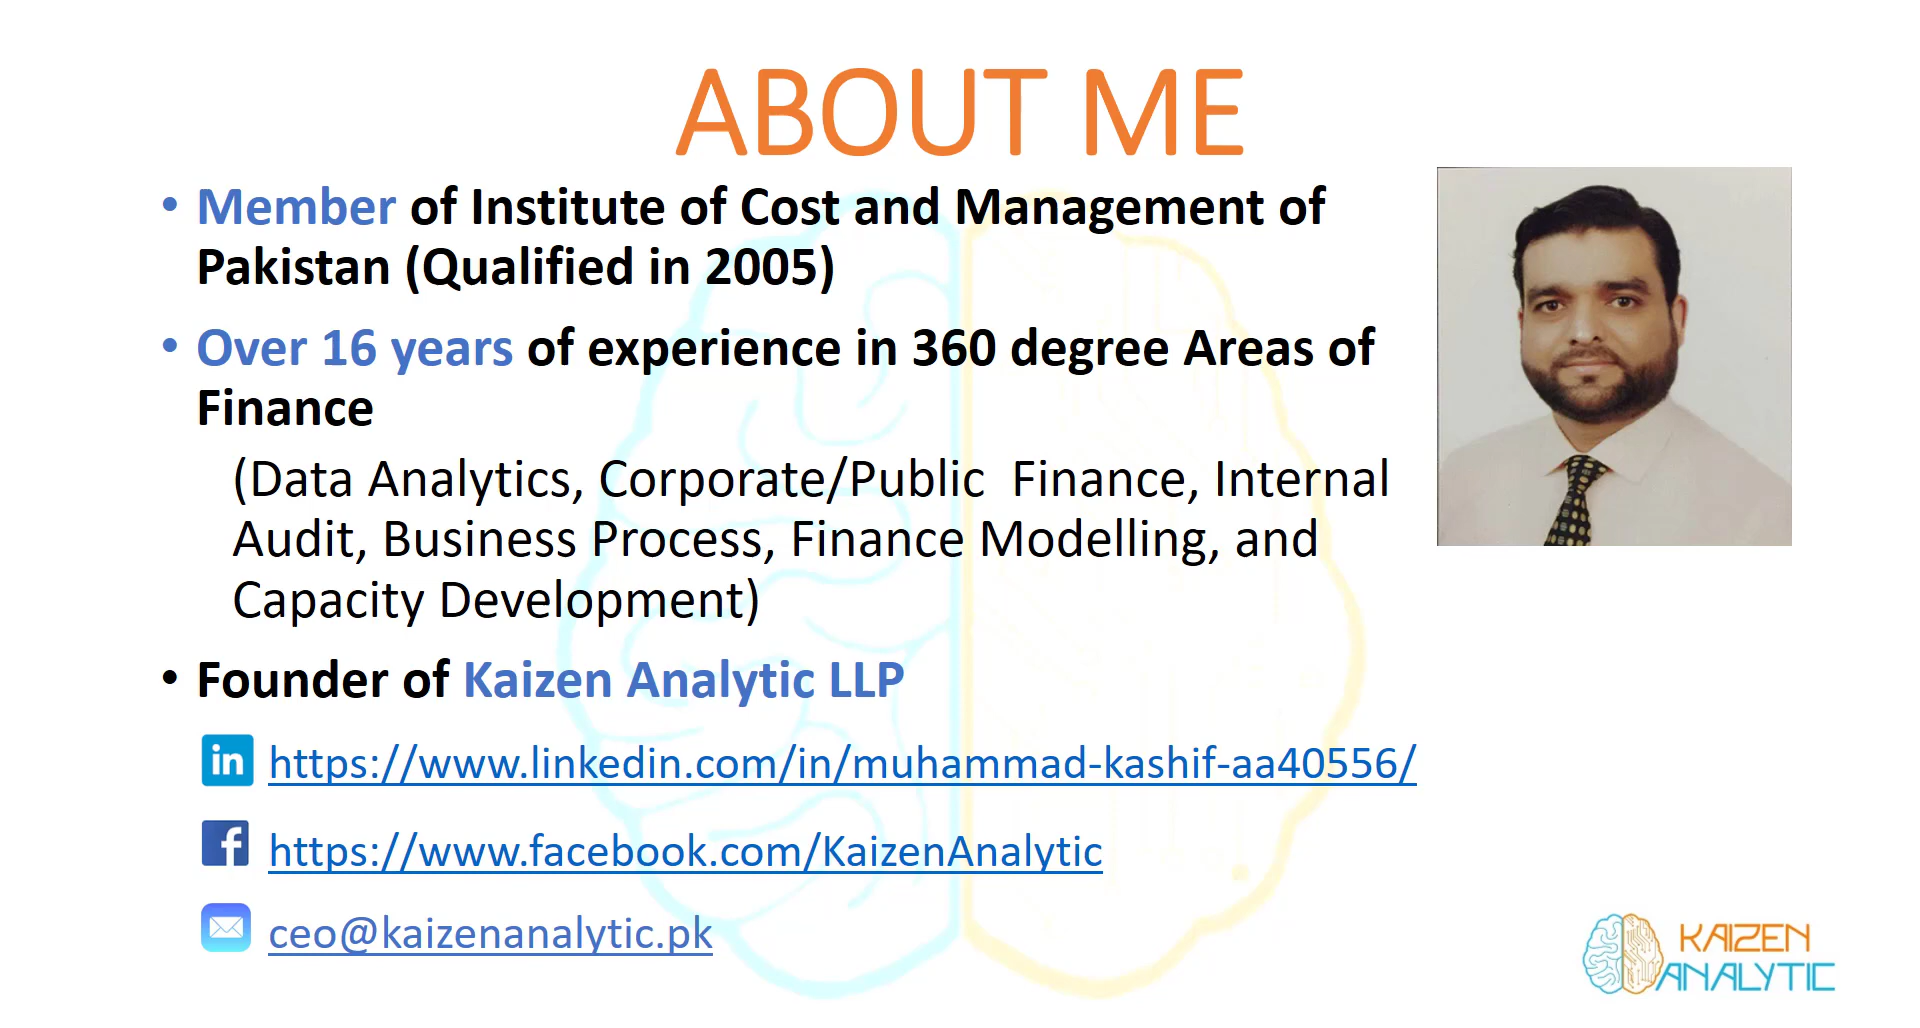 ABOUT ME
• Member of Institute of Cost and Management of
Pakistan (Qualified in 2005)
• Over 16 years of experience in 360 degree Areas of
Finance
(Data Analytics, Corporate/Public  Finance, Internal
Audit, Business Process, Finance Modelling, and
Capacity Development)
• Founder of Kaizen Analytic LLP
in https://www.linkedin.com/in/muhammad-kashif-aa40556/
f https://www.facebook.com/KaizenAnalytic
ceo@kaizenanalytic.pk
KAIZEN
ANALYTIC